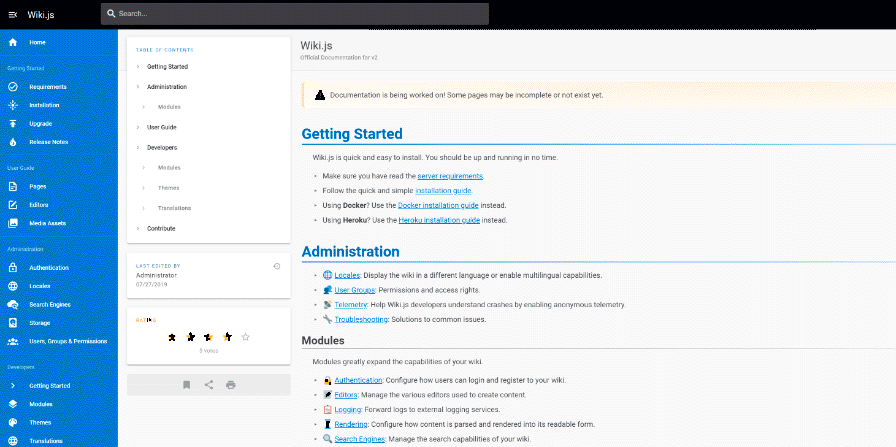 Wiki.js
Search...
Home
Getting Started
Requirements
Installation
Upgrade
Release Notes
User Guide
Pages
Editors
Media Assets
Administration
Authentication
Locales
Search Engines
Storage
Users, Groups & Permissions
Developers
Getting Started
Modules
Themes
Translations
TABLE OF CONTENTS
Getting Started
Administration
Modules
User Guide
Developers
Modules
Themes
Translations
Contribute
LAST EDITED BY
Administrator
07/27/2019
RATING
Wiki.js
Official Documentation for v2
Documentation is being worked on! Some pages may be incomplete or not exist yet.
Getting Started
Wiki.js is quick and easy to install. You should be up and running in no time.
Make sure you have read the server requirements.
Follow the quick and simple installation guide.
Using Docker? Use the Docker installation guide instead.
Using Heroku? Use the Heroku installation guide instead.
Administration
Locales: Display the wiki in a different language or enable multilingual capabilities.
User Groups: Permissions and access rights.
Telemetry: Help Wiki.js developers understand crashes by enabling anonymous telemetry.
Troubleshooting: Solutions to common issues.
Modules
Modules greatly expand the capabilities of your wiki.
Authentication: Configure how users can login and register to your wiki.
Editors: Manage the various editors used to create content.
Logging: Forward logs to external logging services.
Rendering: Configure how content is parsed and rendered into its readable form.
Search Engines: Manage the search capabilities of your wiki.